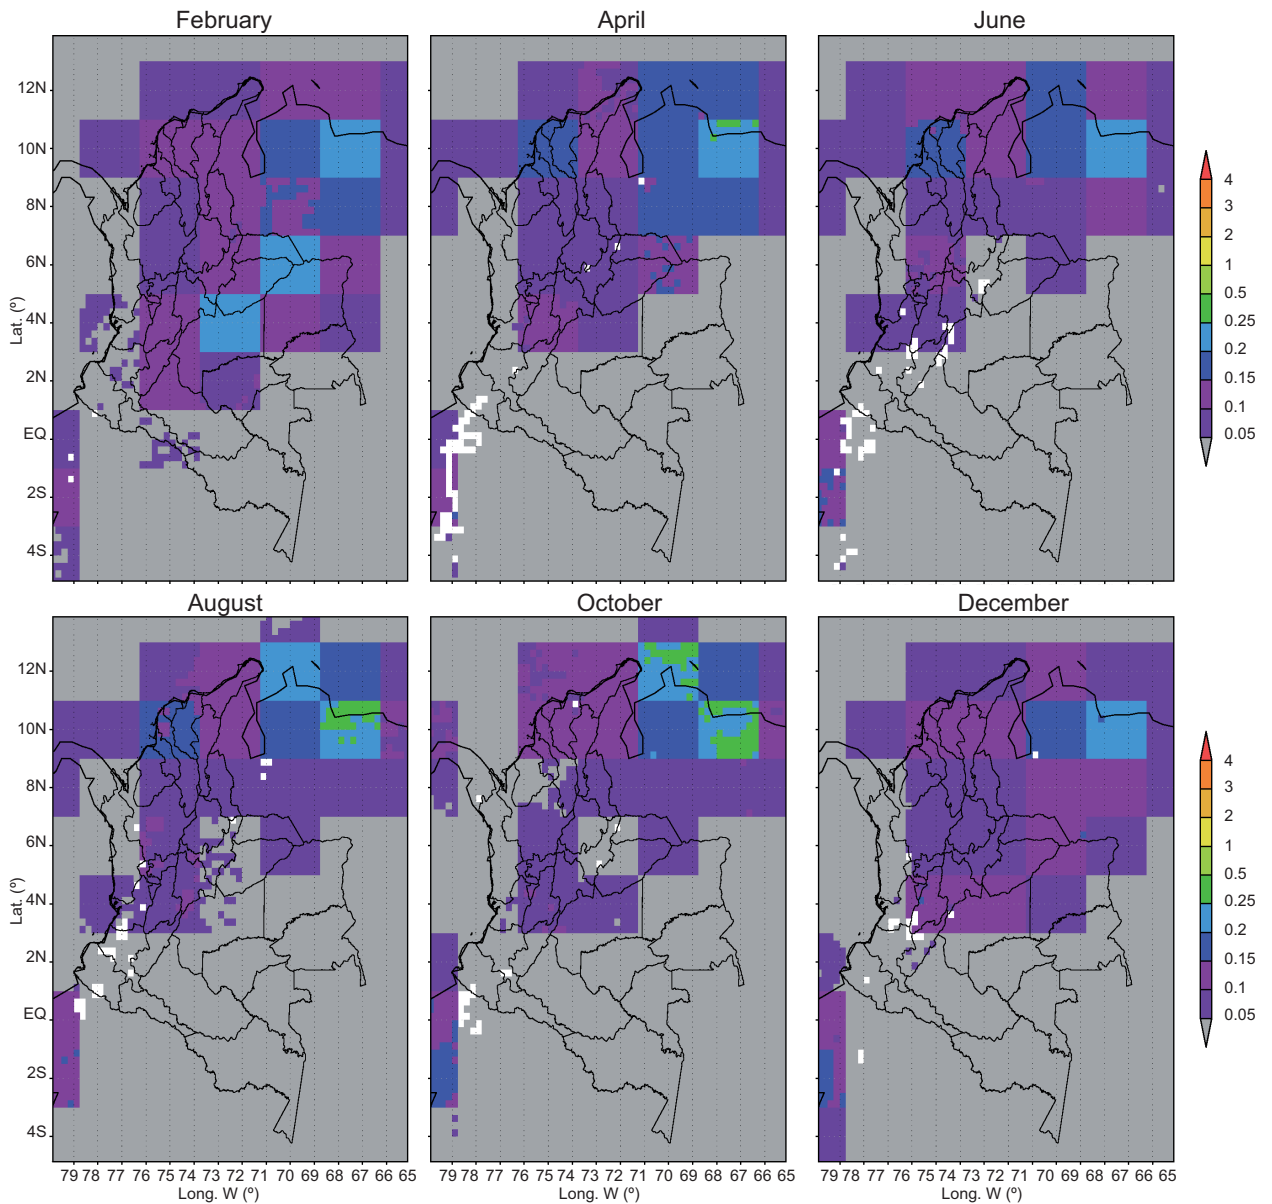 February
April
June
12N
10N
8N
6N
4N
2N
EQ
2S
4S
Lat. (º)
4
3
2
1
0.5
0.25
0.2
0.15
0.1
0.05
August
October
December
12N
10N
8N
6N
4N
2N
EQ
2S
4S
Lat. (º)
4
3
2
1
0.5
0.25
0.2
0.15
0.1
0.05
79 78 77 76 75 74 73 72 71 70 69 68 67 66 65
79 78 77 76 75 74 73 72 71 70 69 68 67 66 65
79 78 77 76 75 74 73 72 71 70 69 68 67 66 65
Long. W (º)
Long. W (º)
Long. W (º)